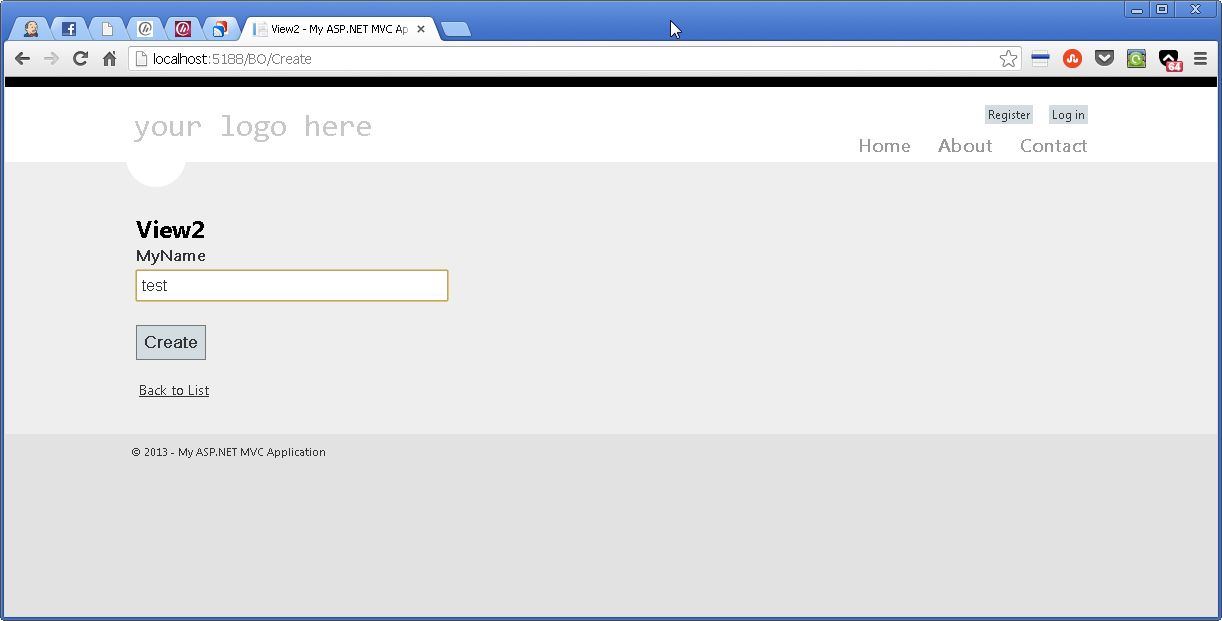 View2 - My ASP.NET MVC Ap
localhost:5188/BO/Create
64
your logo here
Register Log in
Home About Contact
View2
MyName
test
Create
Back to List
© 2013 - My ASP.NET MVC Application